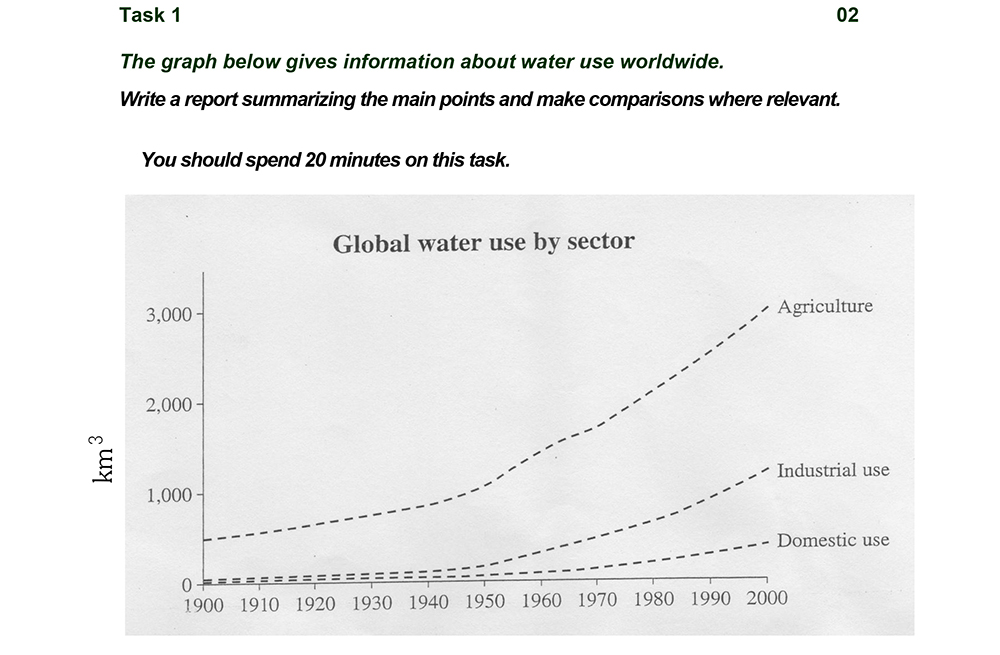 Task 1 02
The graph below gives information about water use worldwide.
Write a report summarizing the main points and make comparisons where relevant.
You should spend 20 minutes on this task.
Global water use by sector
3,000
2,000
1,000
0
km³
Agriculture
Industrial use
Domestic use
1900 1910 1920 1930 1940 1950 1960 1970 1980 1990 2000